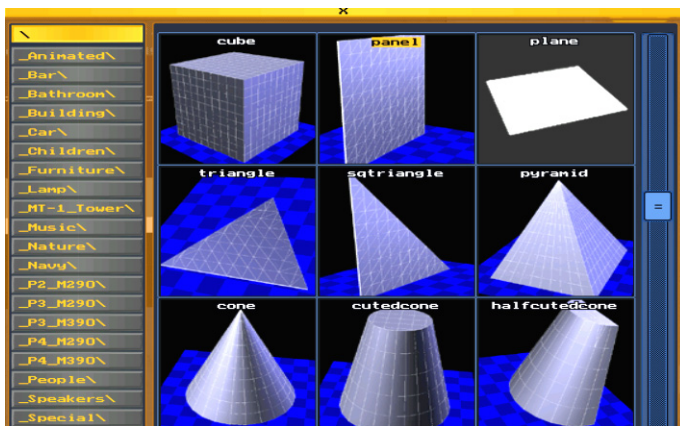 x
\
_Animated\
_Bar\
_Bathroom\
_Building\
_Car\
_Children\
_Furniture\
_Lamp\
_MT-1_Tower\
_Music\
_Nature\
_Navy\
_P2_M290\
_P3_M290\
_P3_M390\
_P4_M290\
_P4_M390\
_People\
_Speakers\
_Special\
cube panel plane
triangle sqtriangle pyramid
cone cutedcone halfcutedcone
=